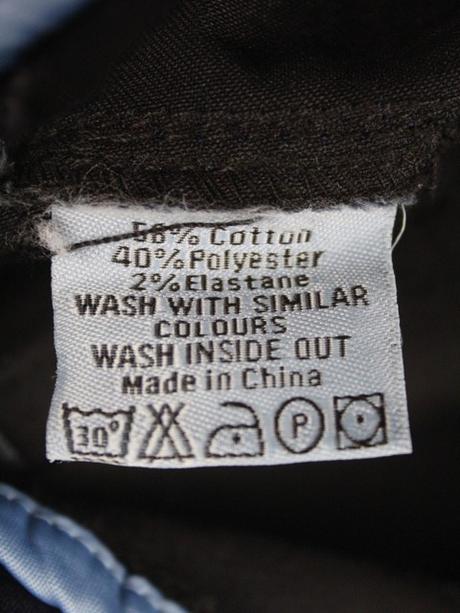 58% Cotton
40% Polyester
2% Elastane
WASH WITH SIMILAR
COLOURS
WASH INSIDE OUT
Made in China
30° P